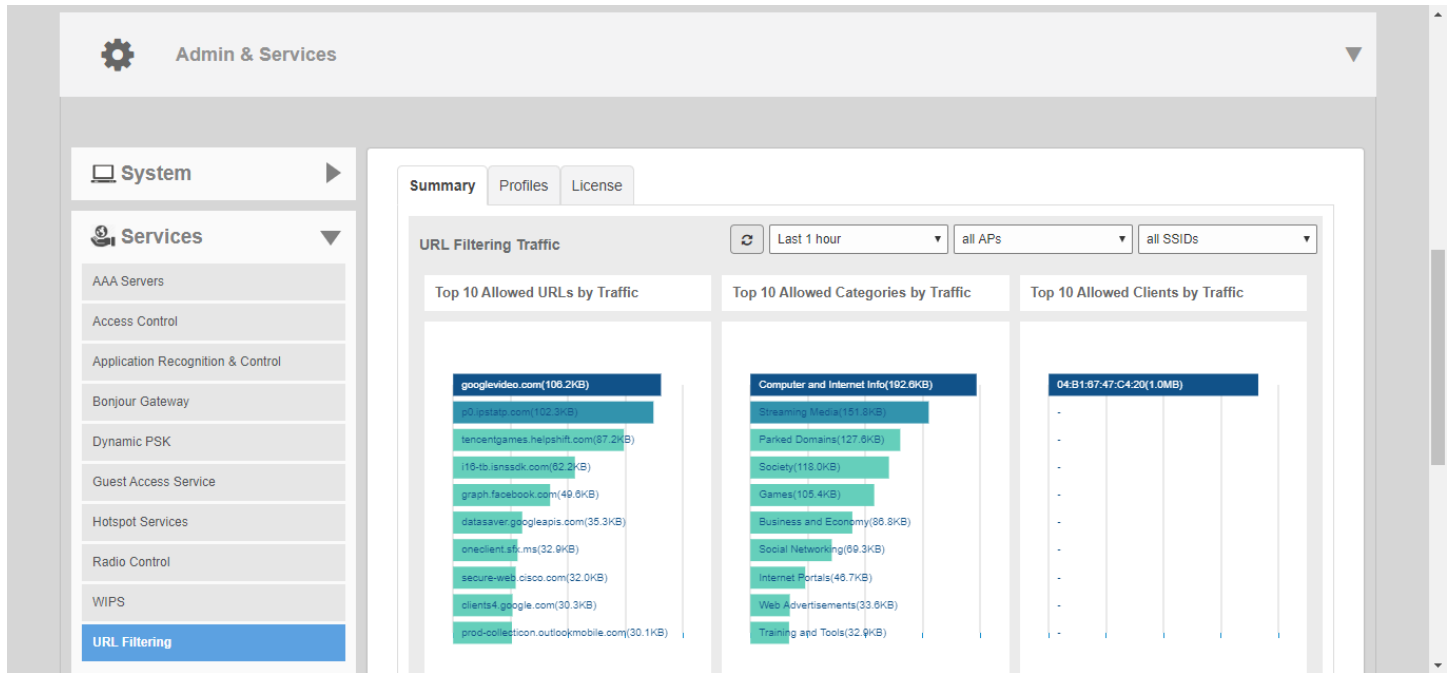 Admin & Services
System
Services
AAA Servers
Access Control
Application Recognition & Control
Bonjour Gateway
Dynamic PSK
Guest Access Service
Hotspot Services
Radio Control
WIPS
URL Filtering
Summary Profiles License
URL Filtering Traffic
Last 1 hour all APs all SSIDs
Top 10 Allowed URLs by Traffic
googlevideo.com(106.2KB)
p0.ipstatp.com(102.3KB)
tencentgames.helpshift.com(87.2KB)
i16-tb.isnssdk.com(62.2KB)
graph.facebook.com(49.6KB)
datasaver.googleapis.com(35.3KB)
oneclient.sfx.ms(32.9KB)
secure-web.cisco.com(32.0KB)
clients4.google.com(30.3KB)
prod-collecticon.outlookmobile.com(30.1KB)
Top 10 Allowed Categories by Traffic
Computer and Internet Info(192.6KB)
Streaming Media(151.8KB)
Parked Domains(127.6KB)
Society(118.0KB)
Games(105.4KB)
Business and Economy(86.8KB)
Social Networking(69.3KB)
Internet Portals(46.7KB)
Web Advertisements(33.6KB)
Training and Tools(32.9KB)
Top 10 Allowed Clients by Traffic
04:B1:67:47:C4:20(1.0MB)
-
-
-
-
-
-
-
-
-